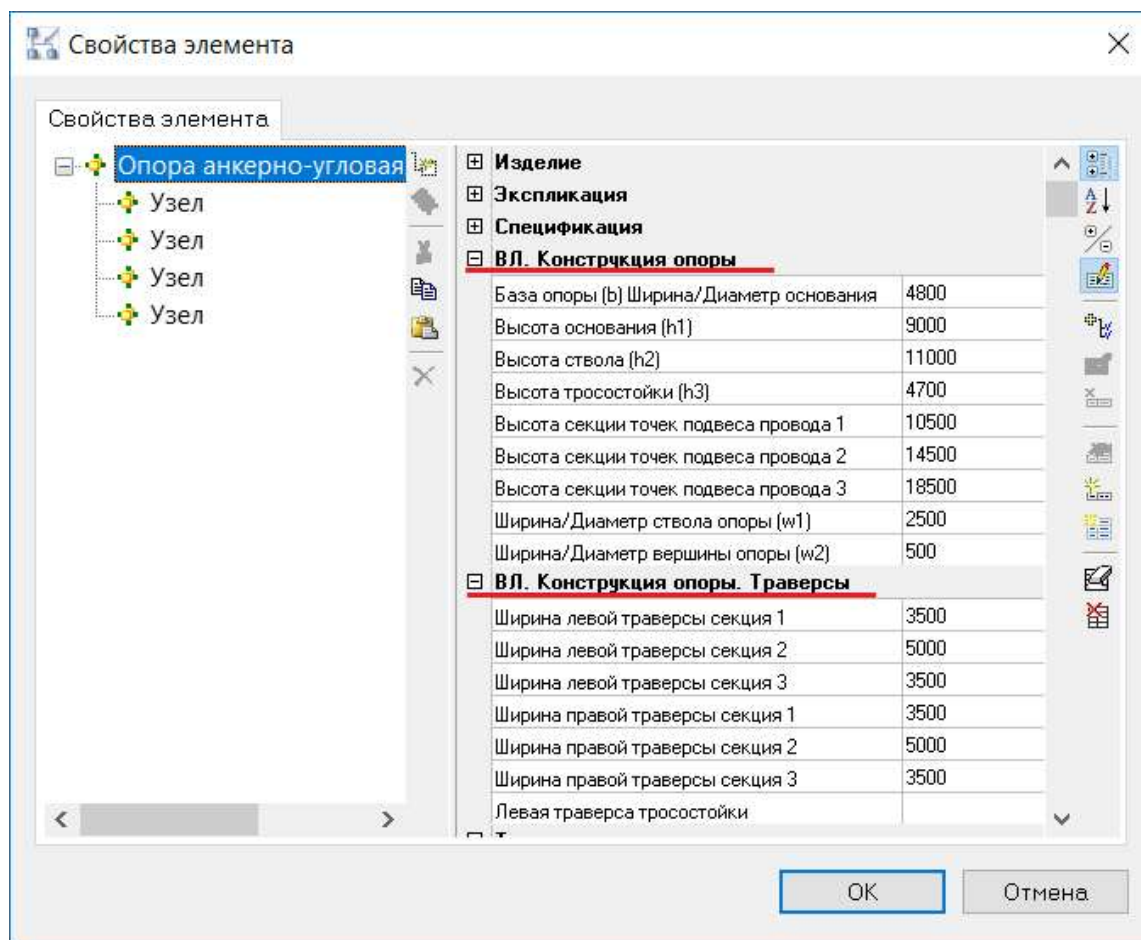 Свойства элемента
Свойства элемента
Опора анкерно-угловая
Узел
Узел
Узел
Узел
Изделие
Экспликация
Спецификация
ВЛ. Конструкция опоры
База опоры (b) Ширина/Диаметр основания 4800
Высота основания (h1) 9000
Высота ствола (h2) 11000
Высота тросостойки (h3) 4700
Высота секции точек подвеса провода 1 10500
Высота секции точек подвеса провода 2 14500
Высота секции точек подвеса провода 3 18500
Ширина/Диаметр ствола опоры (w1) 2500
Ширина/Диаметр вершины опоры (w2) 500
ВЛ. Конструкция опоры. Траверсы
Ширина левой траверсы секция 1 3500
Ширина левой траверсы секция 2 5000
Ширина левой траверсы секция 3 3500
Ширина правой траверсы секция 1 3500
Ширина правой траверсы секция 2 5000
Ширина правой траверсы секция 3 3500
Левая траверса тросостойки
OK Отмена